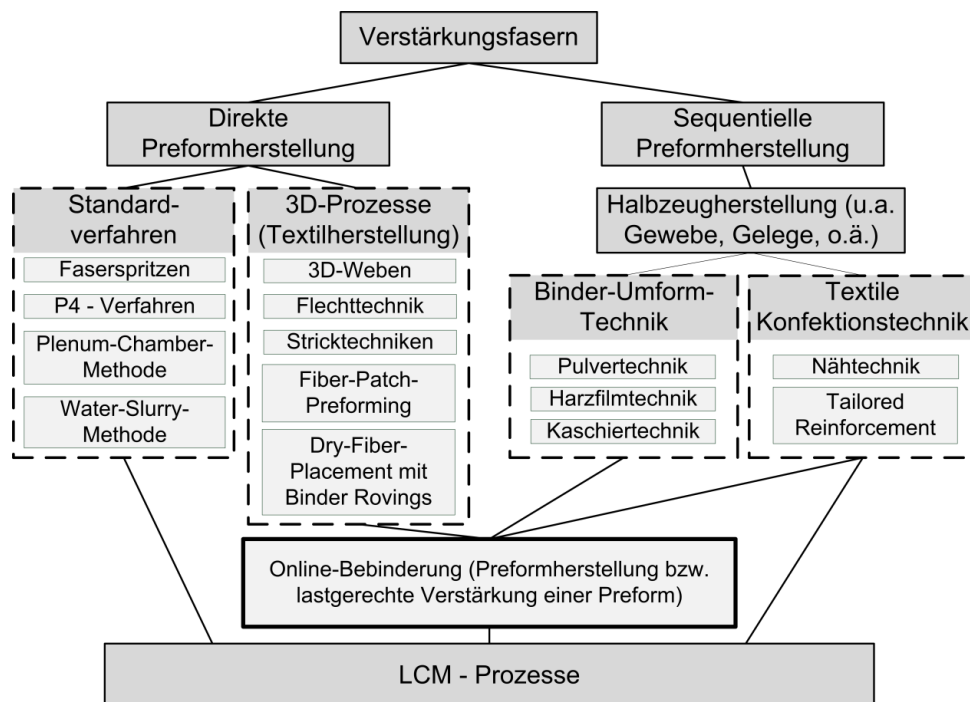 Verstärkungsfasern
Direkte
Preformherstellung
Sequentielle
Preformherstellung
Standard-
verfahren
Faserspritzen
P4 - Verfahren
Plenum-Chamber-
Methode
Water-Slurry-
Methode
3D-Prozesse
(Textilherstellung)
3D-Weben
Flechttechnik
Stricktechniken
Fiber-Patch-
Preforming
Dry-Fiber-
Placement mit
Binder Rovings
Halbzeugherstellung (u.a.
Gewebe, Gelege, o.ä.)
Binder-Umform-
Technik
Pulvertechnik
Harzfilmtechnik
Kaschiertechnik
Textile
Konfektionstechnik
Nähtechnik
Tailored
Reinforcement
Online-Bebinderung (Preformherstellung bzw.
lastgerechte Verstärkung einer Preform)
LCM - Prozesse